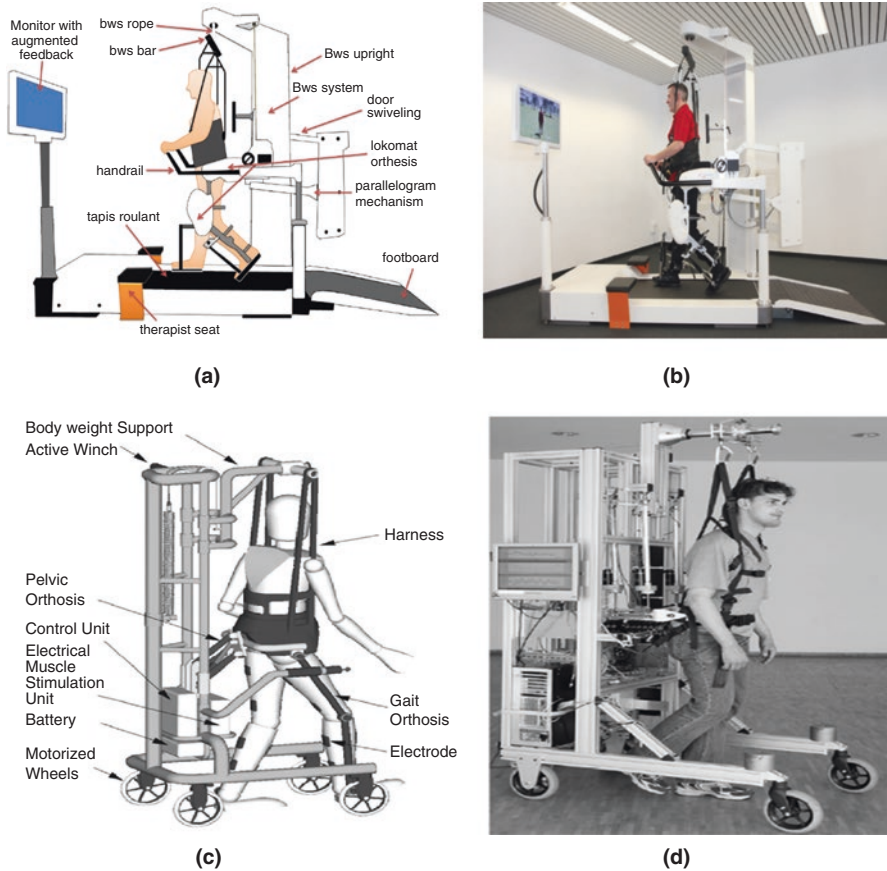 Monitor with
augmented
feedback
bws rope
bws bar
Bws upright
Bws system
door
swiveling
lokomat
orthesis
handrail
parallelogram
mechanism
tapis roulant
footboard
therapist seat
(a)
(b)
Body weight Support
Active Winch
Harness
Pelvic
Orthosis
Control Unit
Electrical
Muscle
Stimulation
Unit
Battery
Motorized
Wheels
Gait
Orthosis
Electrode
(c)
(d)